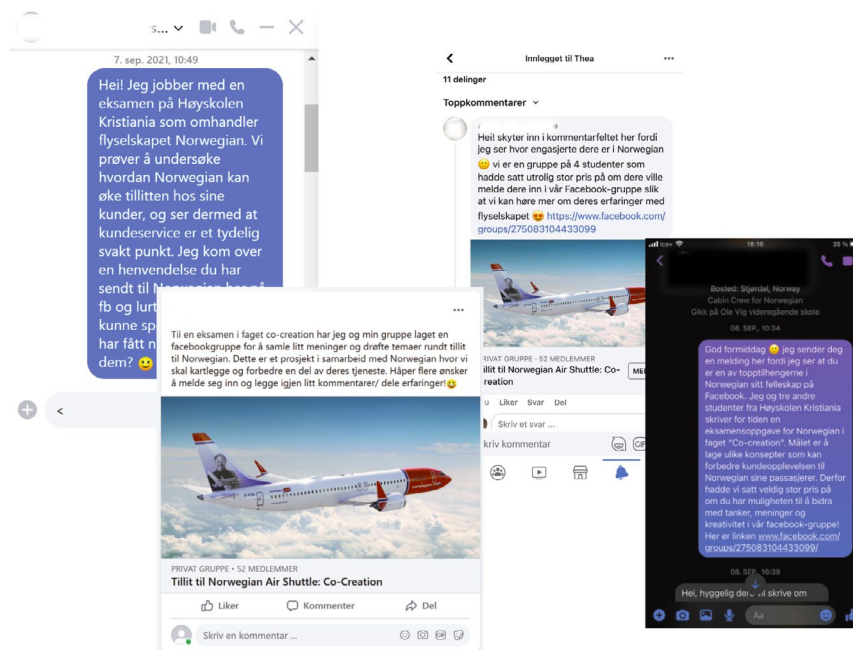 s...
7. sep. 2021, 10:49
Hei! Jeg jobber med en
eksamen på Høyskolen
Kristiania som omhandler
flyselskapet Norwegian. Vi
prøver å undersøke
hvordan Norwegian kan
øke tillitten hos sine
kunder, og ser dermed at
kundeservice er et tydelig
svakt punkt. Jeg kom over
en henvendelse du har
sendt til
fb og
kunne
har fått
dem? 🙂
<
Til en eksamen i faget co-creation har jeg og min gruppe laget en
facebookgruppe for å samle litt meninger og drøfte temaer rundt tillit
til Norwegian. Dette er et prosjekt i samarbeid med Norwegian hvor vi
skal kartlegge og forbedre en del av deres tjeneste. Håper flere ønsker
å melde seg inn og legge igjen litt kommentarer/ dele erfaringer!😃
PRIVAT GRUPPE • 52 MEDLEMMER
Tillit til Norwegian Air Shuttle: Co-Creation
Liker Kommenter Del
Skriv en kommentar ...
GIF
Innlegget til Thea
11 delinger
Toppkommentarer
Hei! skyter inn i kommentarfeltet her fordi
jeg ser hvor engasjerte dere er i Norwegian
🙂 vi er en gruppe på 4 studenter som
hadde satt utrolig stor pris på om dere ville
melde dere inn i vår Facebook-gruppe slik
at vi kan høre mer om deres erfaringer med
flyselskapet 😍 https://www.facebook.com/
groups/275083104433099
RIVAT GRUPPE · 52 MEDLEMMER
illit til Norwegian Air Shuttle: Co-
reation
Liker Svar Del
Skriv et svar ...
kriv kommentar
GIF
ice+ 18:16 35 %
Bosted: Stjørdal, Norway
Cabin Crew for Norwegian
Gikk på Ole Vig videregående skole
08. SEP., 10:34
God formiddag 🙂 jeg sender deg
en melding her fordi jeg ser at du
er en av topptilhengerne i
Norwegian sitt felleskap på
Facebook. Jeg og tre andre
studenter fra Høyskolen Kristiania
skriver for tiden en
eksamensoppgave for Norwegian i
faget "Co-creation". Målet er å
lage ulike konsepter som kan
forbedre kundeopplevelsen til
Norwegian sine passasjerer. Derfor
hadde vi satt veldig stor pris på
om du har muligheten til å bidra
med tanker, meninger og
kreativitet i vår facebook-gruppe!
Her er linken www.facebook.com/
groups/275083104433099/
08. SEP., 16:39
Hei, hyggelig skrive om
Aa